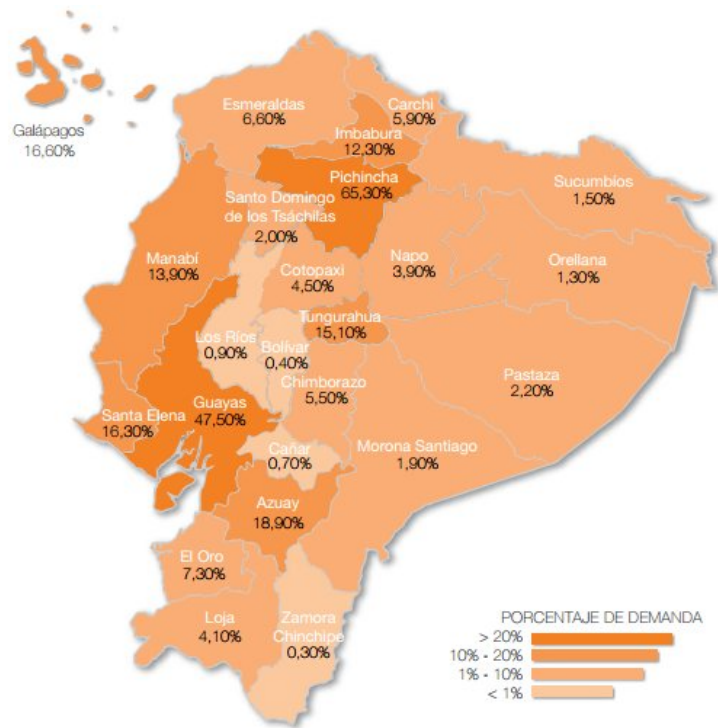 Galápagos
16,60%
Esmeraldas
6,60%
Carchi
5,90%
Imbabura
12,30%
Pichincha
65,30%
Sucumbíos
1,50%
Santo Domingo
de los Tsáchilas
2,00%
Manabí
13,90%
Cotopaxi
4,50%
Napo
3,90%
Orellana
1,30%
Tungurahua
15,10%
Los Ríos
0,90%
Bolívar
0,40%
Chimborazo
5,50%
Pastaza
2,20%
Santa Elena
16,30%
Guayas
47,50%
Cañar
0,70%
Morona Santiago
1,90%
Azuay
18,90%
El Oro
7,30%
Loja
4,10%
Zamora
Chinchipe
0,30%
PORCENTAJE DE DEMANDA
> 20%
10% - 20%
1% - 10%
< 1%